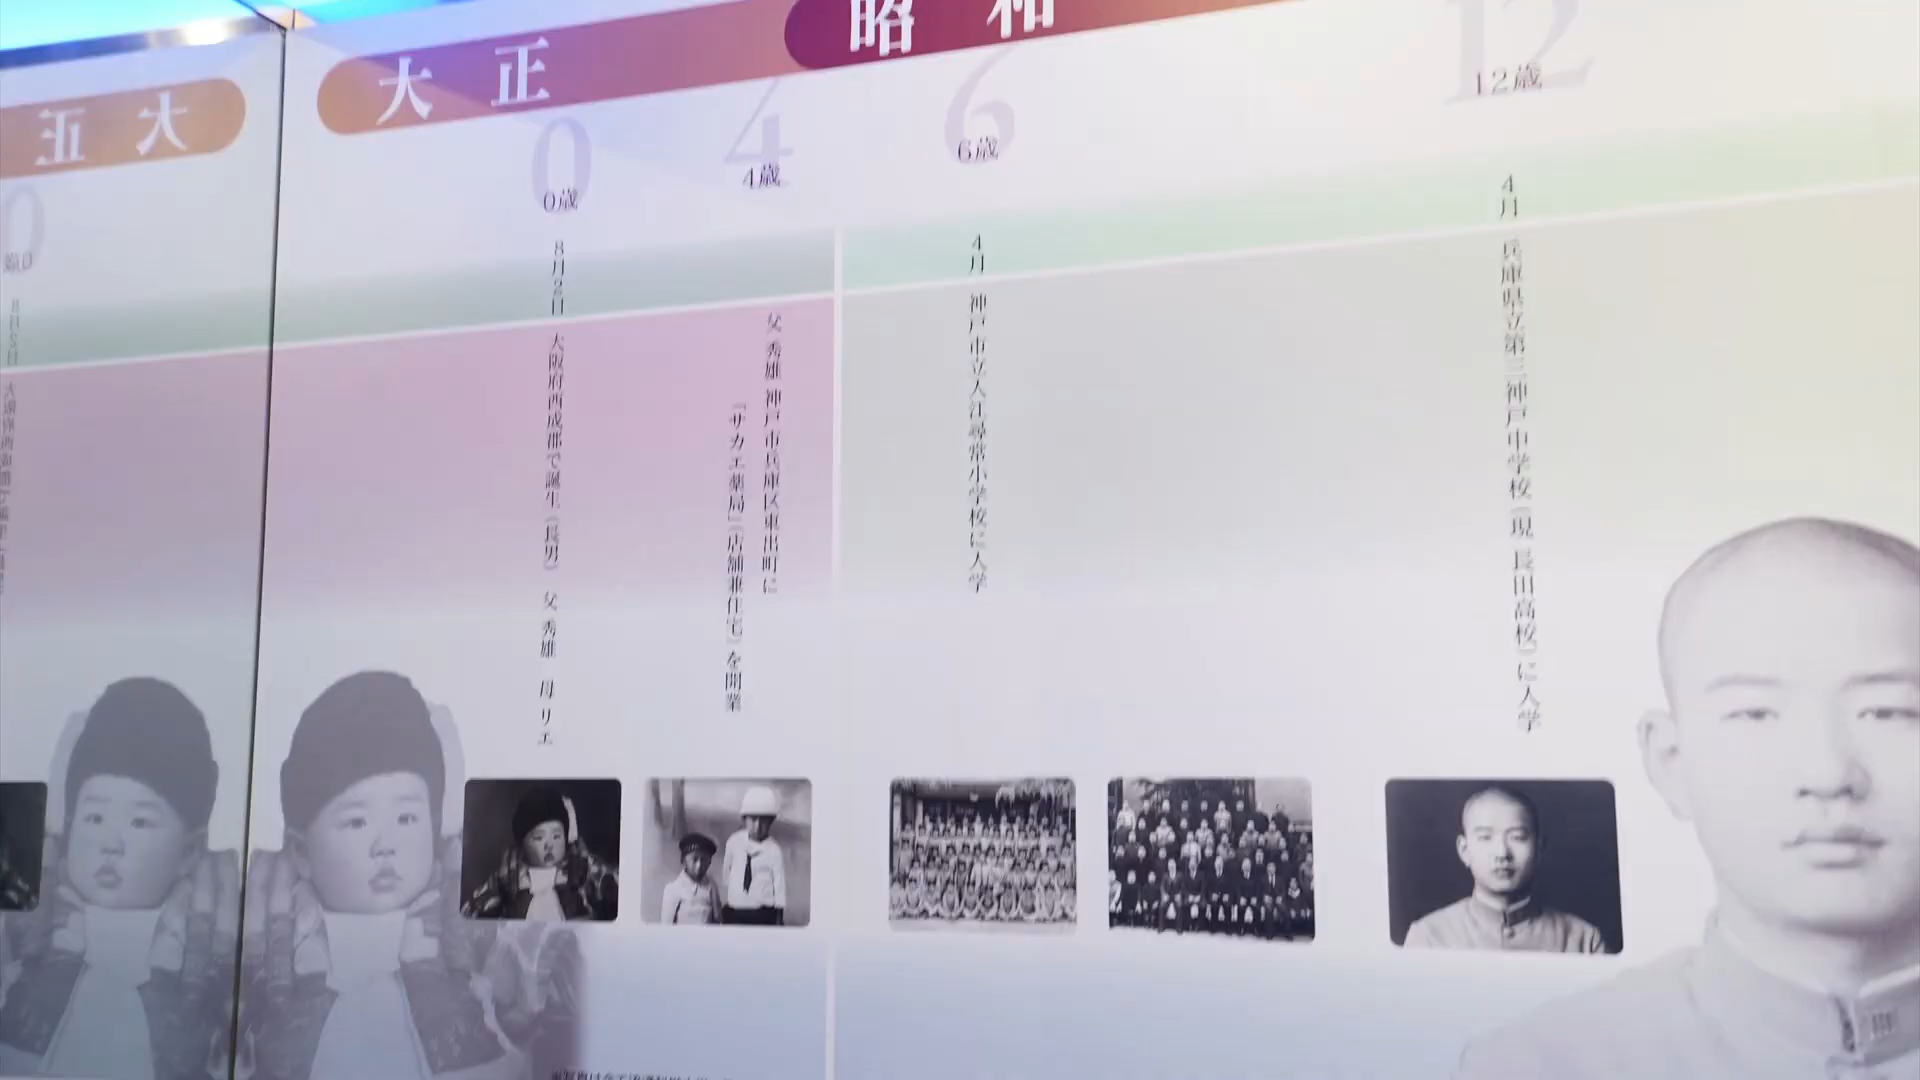 大正
昭和
0
0歳
8月2日 大阪府西成郡で誕生（長男） 父 秀雄 母 リエ
4
4歳
父 秀雄 神戸市兵庫区東出町に
「サカエ薬局」（店舗兼住宅）を開業
6
6歳
4月 神戸市立入江尋常小学校に入学
12
12歳
4月 兵庫県立第三神戸中学校（現 長田高校）に入学